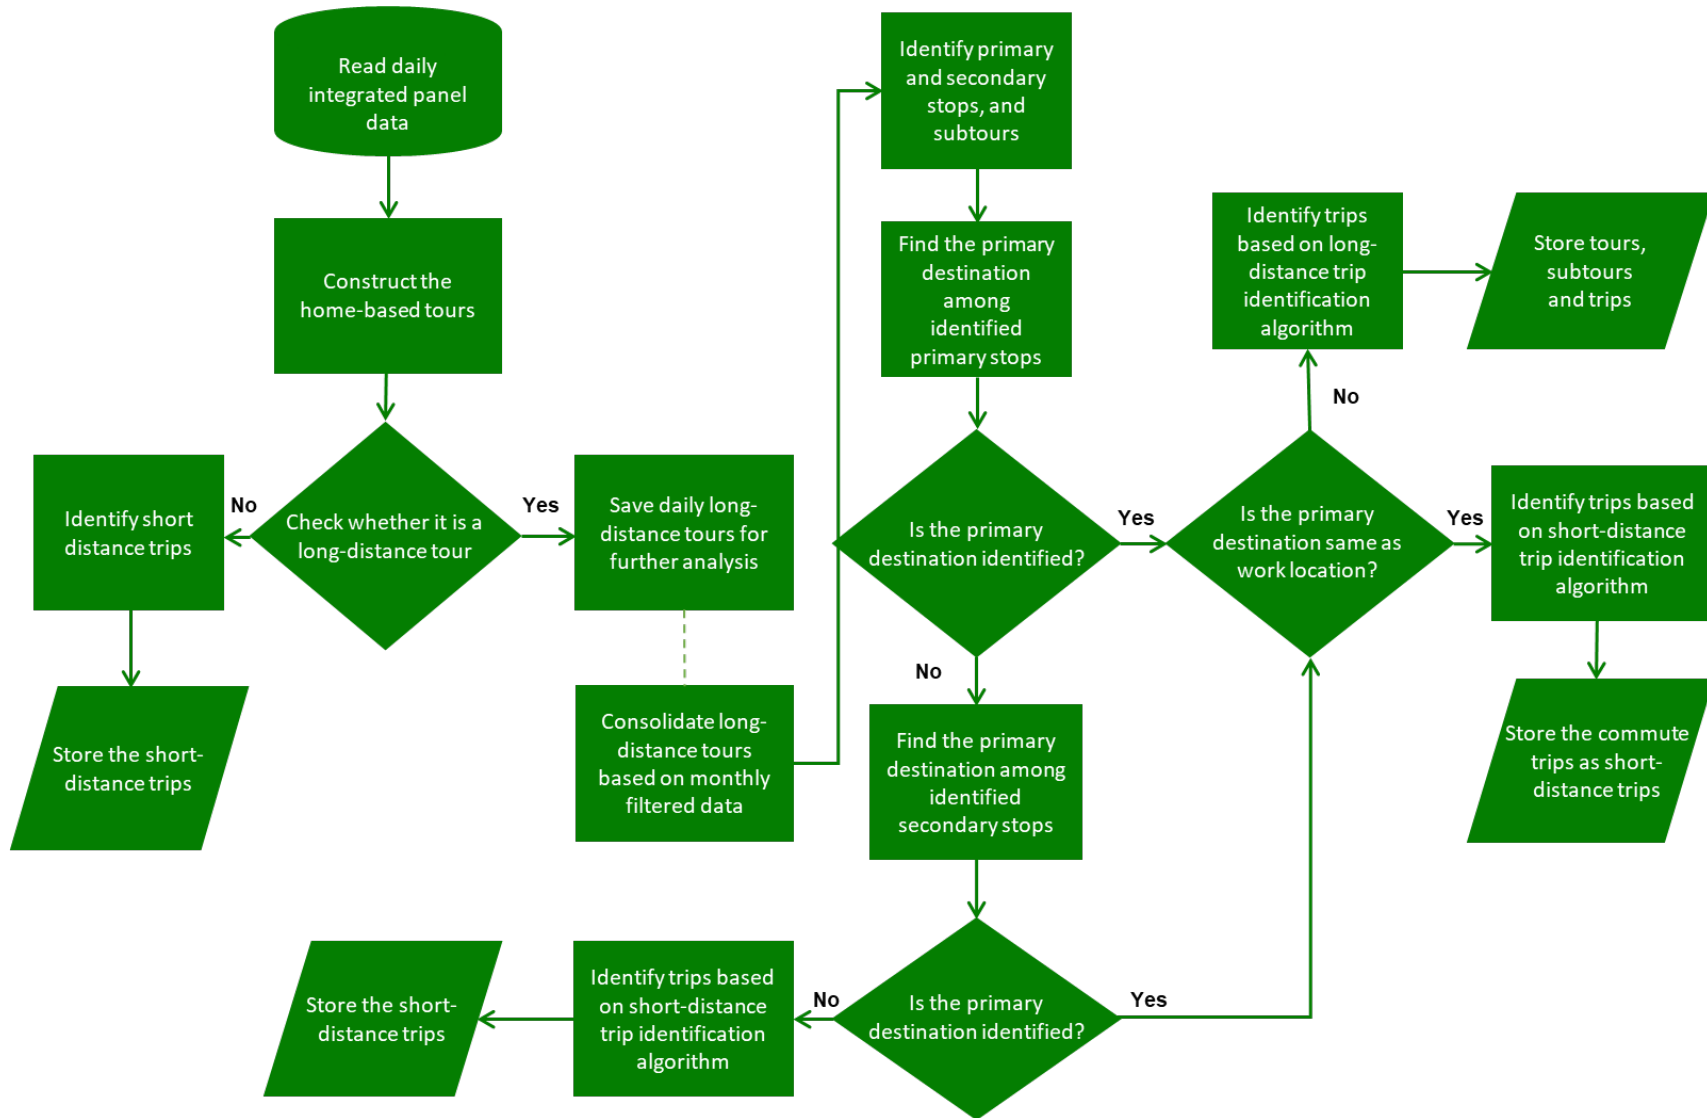 Read daily
integrated panel
data
Construct the
home-based tours
Check whether it is a
long-distance tour
No
Yes
Identify short
distance trips
Store the short-
distance trips
Save daily long-
distance tours for
further analysis
Consolidate long-
distance tours
based on monthly
filtered data
Identify primary
and secondary
stops, and
subtours
Find the primary
destination
among
identified
primary stops
Is the primary
destination identified?
Yes
No
Find the primary
destination among
identified
secondary stops
Is the primary
destination identified?
No
Yes
Identify trips based
on short-distance
trip identification
algorithm
Store the short-
distance trips
Is the primary
destination same as
work location?
No
Yes
Identify trips
based on long-
distance trip
identification
algorithm
Store tours,
subtours
and trips
Identify trips based
on short-distance
trip identification
algorithm
Store the commute
trips as short-
distance trips